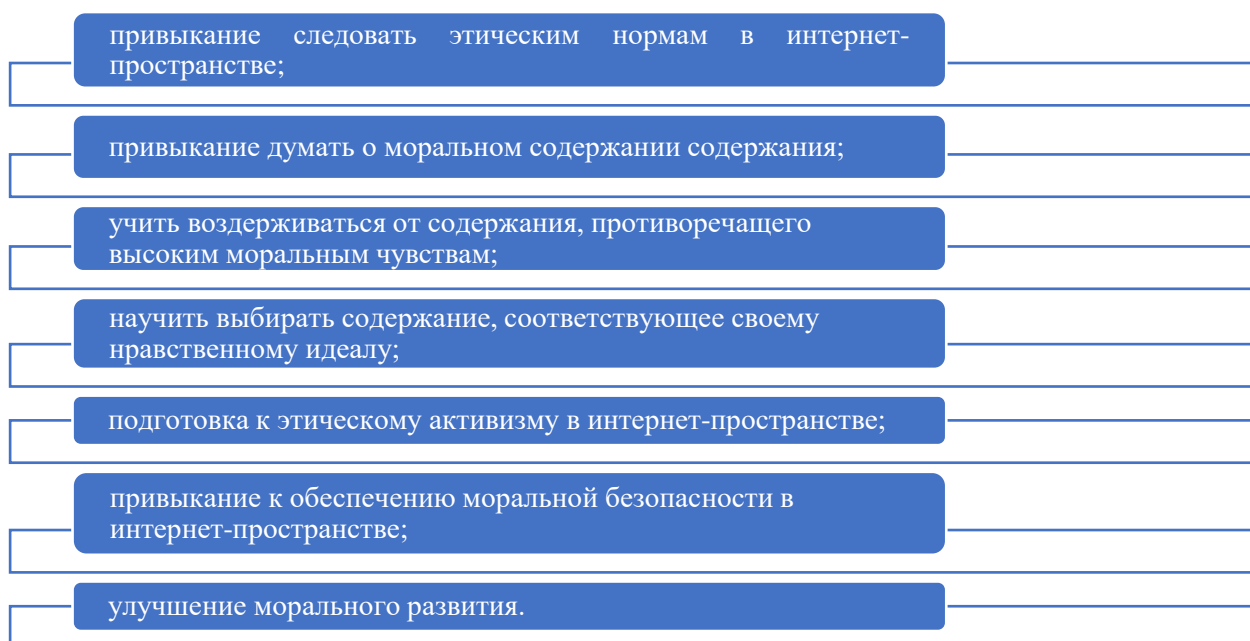 привыкание следовать этическим нормам в интернет-
пространстве;
привыкание думать о моральном содержании содержания;
учить воздерживаться от содержания, противоречащего
высоким моральным чувствам;
научить выбирать содержание, соответствующее своему
нравственному идеалу;
подготовка к этическому активизму в интернет-пространстве;
привыкание к обеспечению моральной безопасности в
интернет-пространстве;
улучшение морального развития.